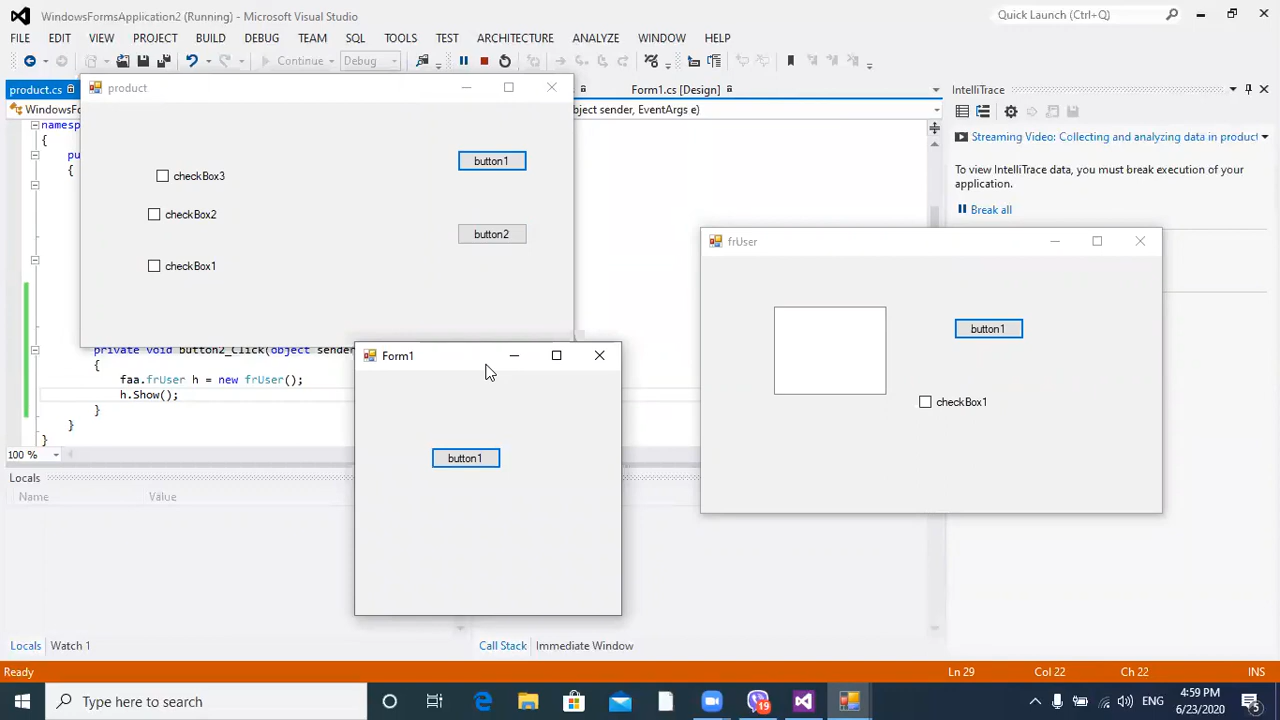 WindowsFormsApplication2 (Running) - Microsoft Visual Studio
Quick Launch (Ctrl+Q)
FILE EDIT VIEW PROJECT BUILD DEBUG TEAM SQL TOOLS TEST ARCHITECTURE ANALYZE WINDOW HELP
Continue Debug
product.cs
Form1.cs [Design]
IntelliTrace
WindowsFo
bject sender, EventArgs e)
product
button1
checkBox3
checkBox2
button2
checkBox1
namesp
{
pu
{
Streaming Video: Collecting and analyzing data in product
To view IntelliTrace data, you must break execution of your
application.
Break all
frUser
button1
checkBox1
private void button2_Click(object sender
{
faa.frUser h = new frUser();
h.Show();
}
}
}
Form1
button1
100 %
Locals
Name Value
Locals Watch 1
Call Stack Immediate Window
Ready
Ln 29 Col 22 Ch 22 INS
Type here to search
19
ENG
4:59 PM
6/23/2020
5